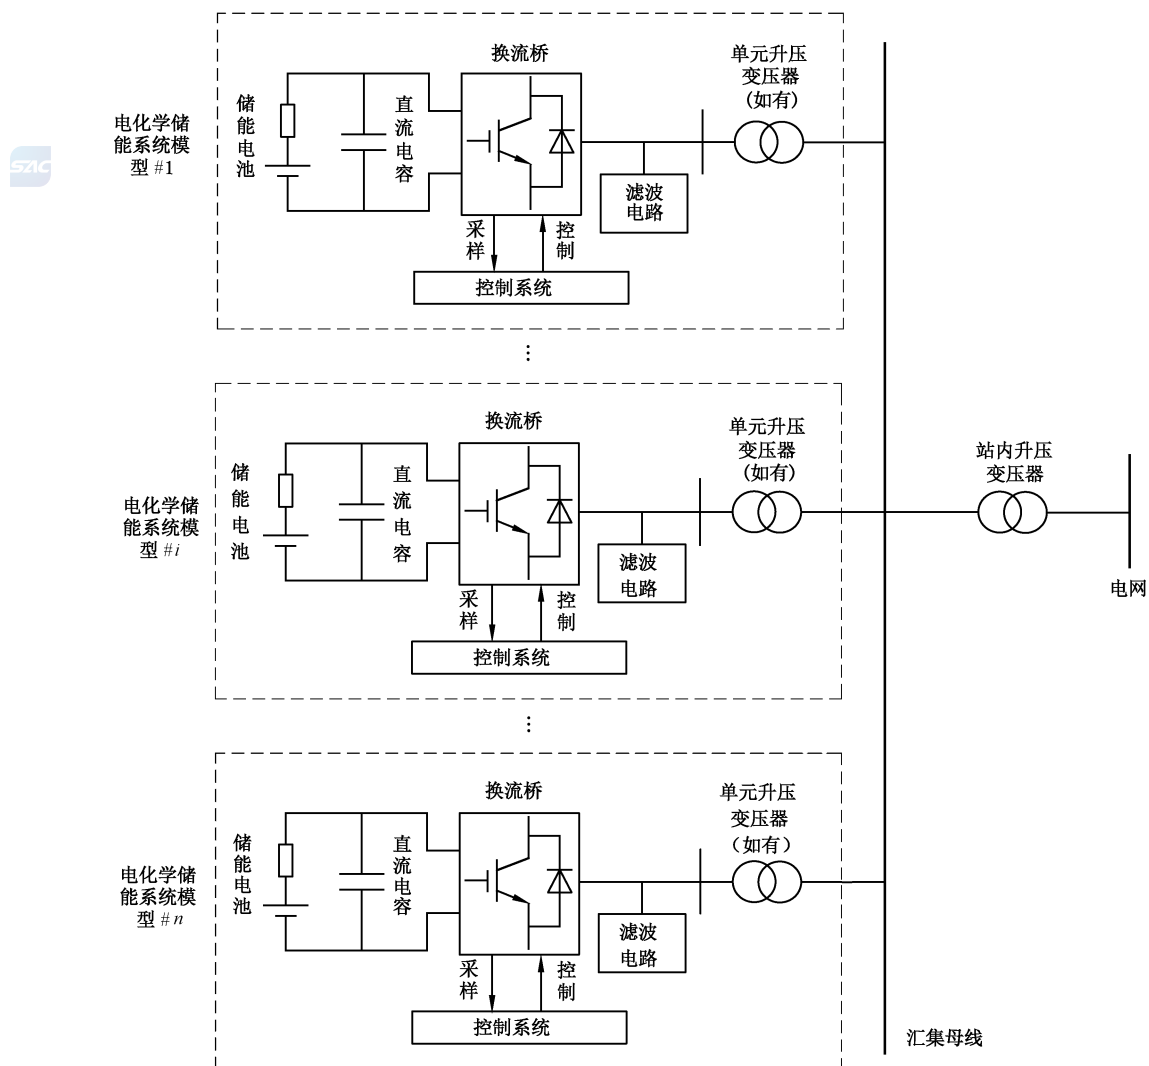 换流桥
单元升压
变压器
(如有)
储能电池
直流电容
电化学储
能系统模
型 #1
SAC
滤波
电路
采样
控制
控制系统
⋮
换流桥
单元升压
变压器
(如有)
站内升压
变压器
储能电池
直流电容
电化学储
能系统模
型 #i
滤波
电路
电网
采样
控制
控制系统
⋮
换流桥
单元升压
变压器
（如有）
储能电池
直流电容
电化学储
能系统模
型 #n
滤波
电路
采样
控制
控制系统
汇集母线